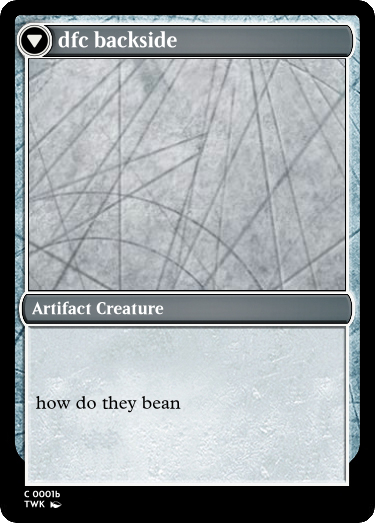 dfc backside
Artifact Creature
how do they bean
C 0001b
TWK